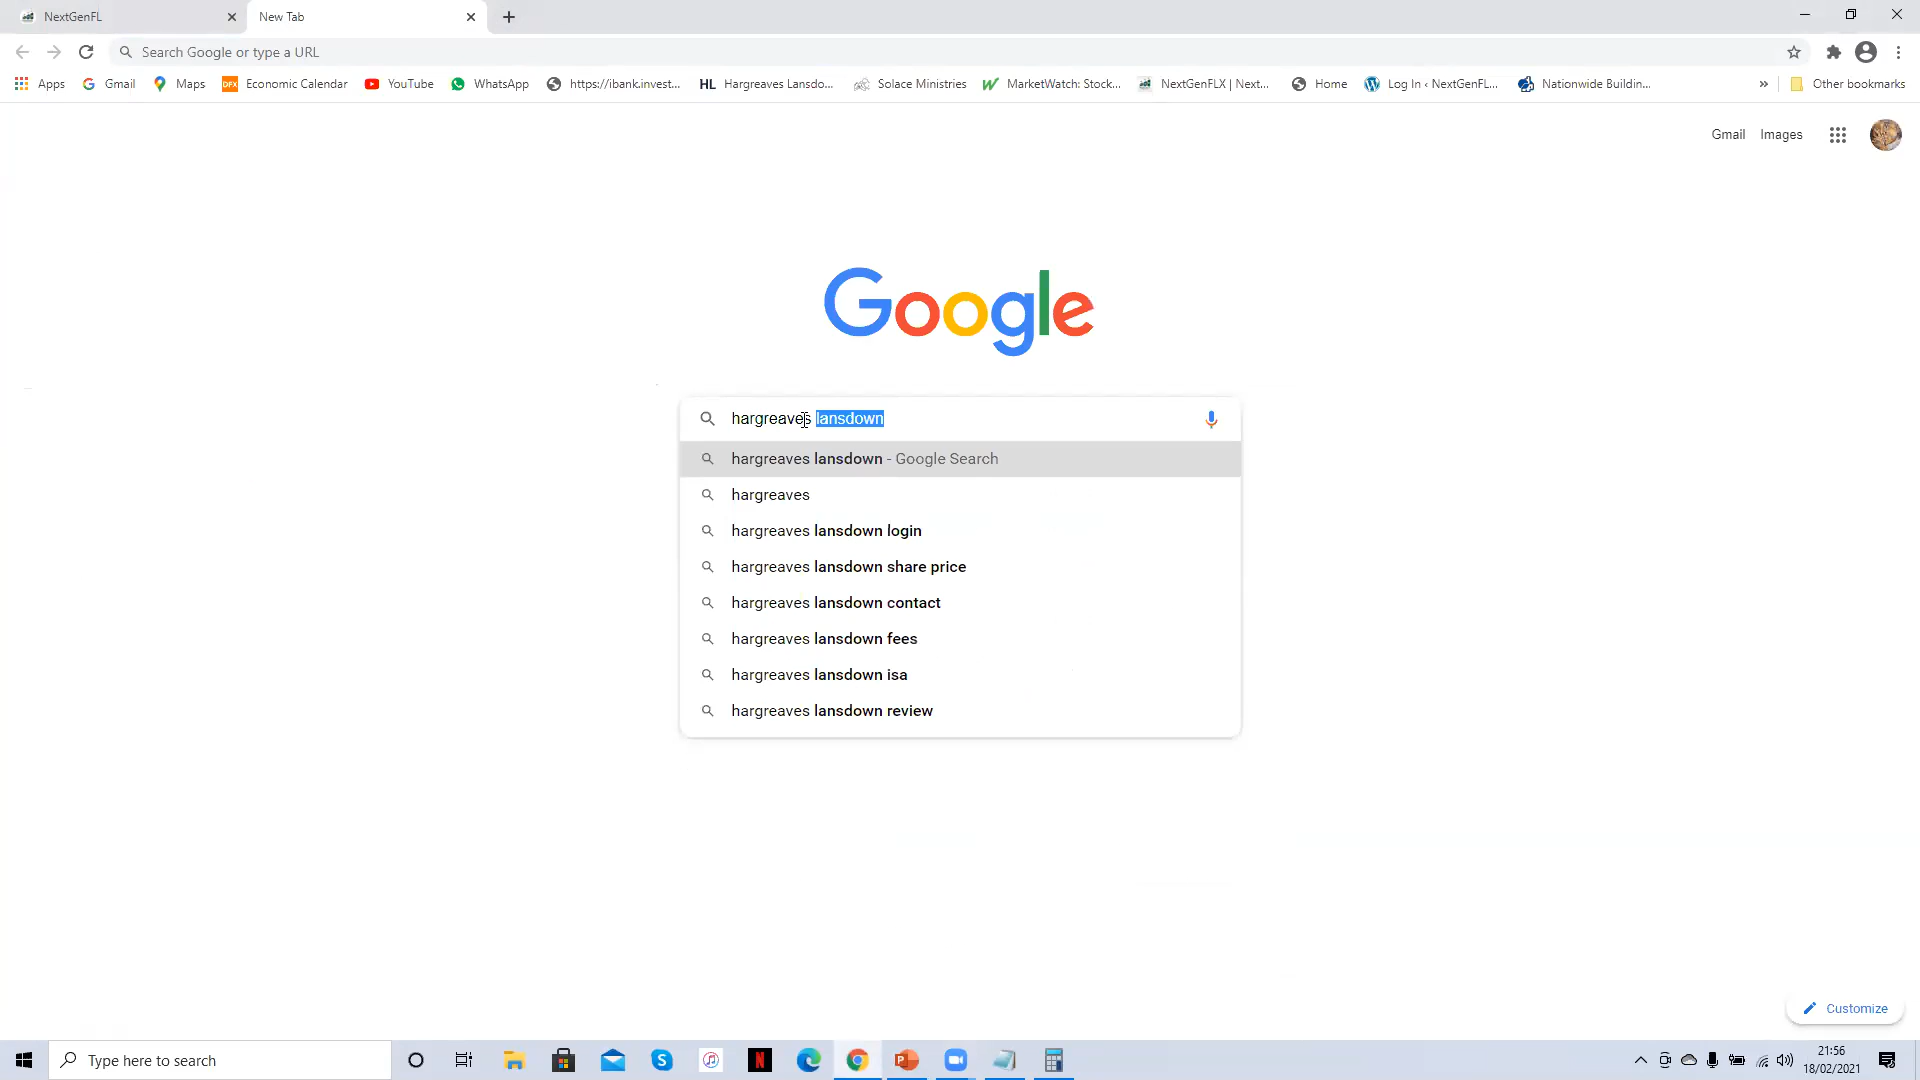 NextGenFL
New Tab
Search Google or type a URL
Apps
Gmail
Maps
DFX Economic Calendar
YouTube
WhatsApp
https://ibank.invest...
HL Hargreaves Lansdo...
Solace Ministries
MarketWatch: Stock...
NextGenFLX | Next...
Home
Log In ‹ NextGenFL...
Nationwide Buildin...
»
Other bookmarks
Gmail Images
Google
hargreaves lansdown
hargreaves lansdown - Google Search
hargreaves
hargreaves lansdown login
hargreaves lansdown share price
hargreaves lansdown contact
hargreaves lansdown fees
hargreaves lansdown isa
hargreaves lansdown review
Customize
Type here to search
21:56
18/02/2021